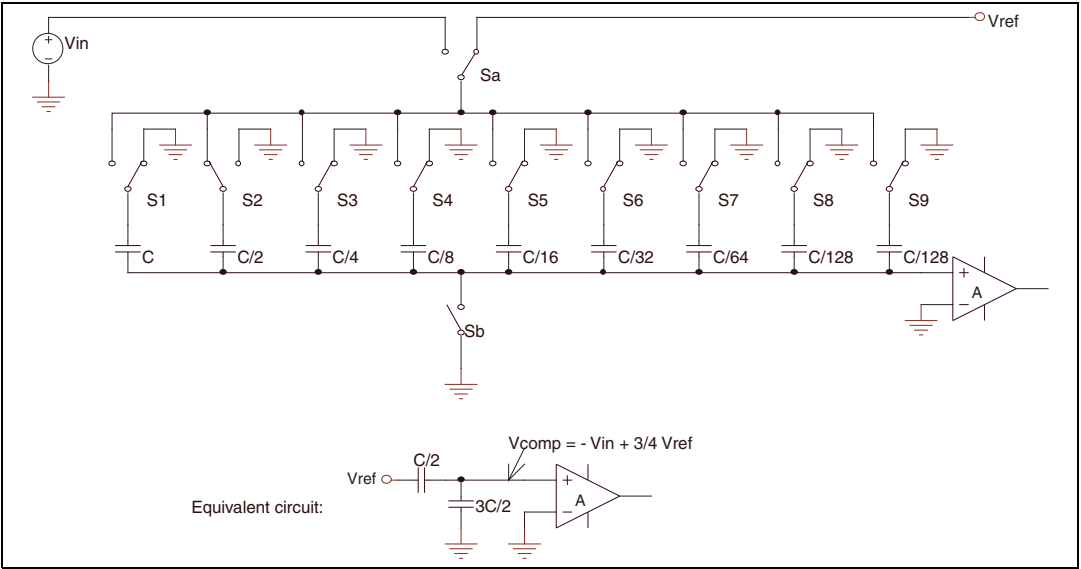 Vref
Vin
Sa
S1 S2 S3 S4 S5 S6 S7 S8 S9
C C/2 C/4 C/8 C/16 C/32 C/64 C/128 C/128
+
−
A
Sb
Vcomp = - Vin + 3/4 Vref
C/2
Vref
+
−
A
3C/2
Equivalent circuit: